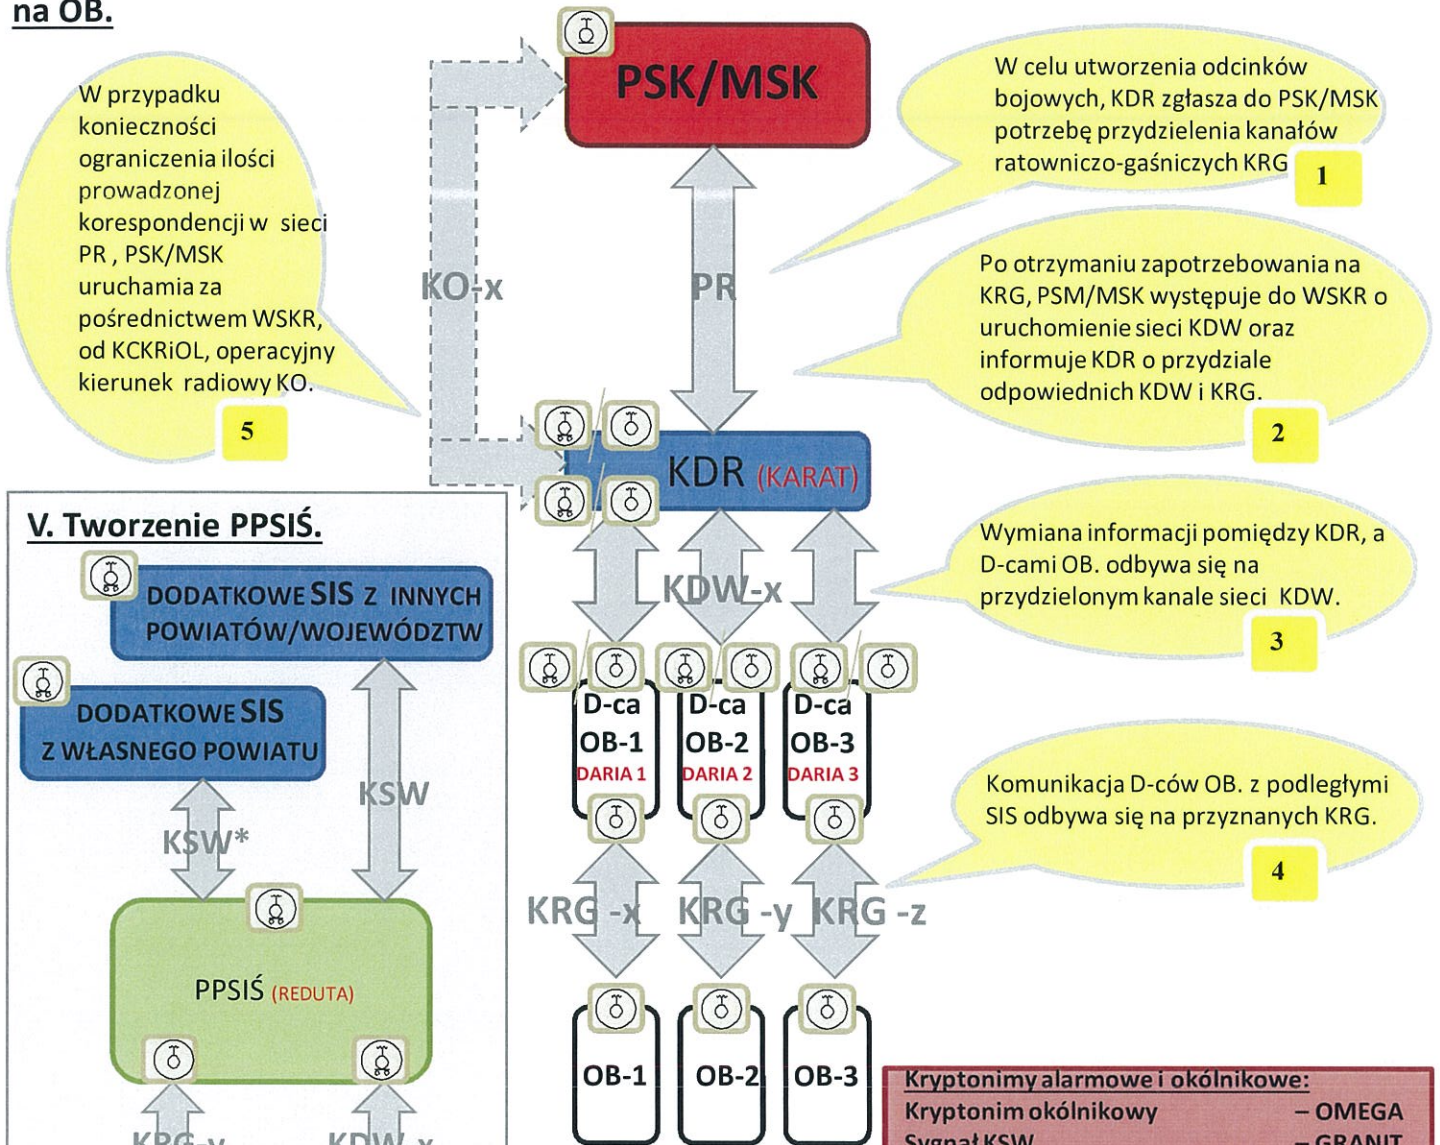 na OB.
PSK/MSK
W celu utworzenia odcinków
bojowych, KDR zgłasza do PSK/MSK
potrzebę przydzielenia kanałów
ratowniczo-gaśniczych KRG
1
W przypadku
konieczności
ograniczenia ilości
prowadzonej
korespondencji w sieci
PR , PSK/MSK
uruchamia za
pośrednictwem WSKR,
od KCKRiOL, operacyjny
kierunek radiowy KO.
5
KO-x
PR
Po otrzymaniu zapotrzebowania na
KRG, PSM/MSK występuje do WSKR o
uruchomienie sieci KDW oraz
informuje KDR o przydziale
odpowiednich KDW i KRG.
2
KDR (KARAT)
KDW-x
Wymiana informacji pomiędzy KDR, a
D-cami OB. odbywa się na
przydzielonym kanale sieci KDW.
3
D-ca
OB-1
DARIA 1
D-ca
OB-2
DARIA 2
D-ca
OB-3
DARIA 3
Komunikacja D-ców OB. z podległymi
SIS odbywa się na przyznanych KRG.
4
KRG -x
KRG -y
KRG -z
OB-1
OB-2
OB-3
V. Tworzenie PPSIŚ.
DODATKOWE SIS Z INNYCH
POWIATÓW/WOJEWÓDZTW
DODATKOWE SIS
Z WŁASNEGO POWIATU
KSW
KSW*
PPSIŚ (REDUTA)
KRG-y
KDW-x
Kryptonimy alarmowe i okólnikowe:
Kryptonim okólnikowy – OMEGA
Sygnał KSW – GRANIT